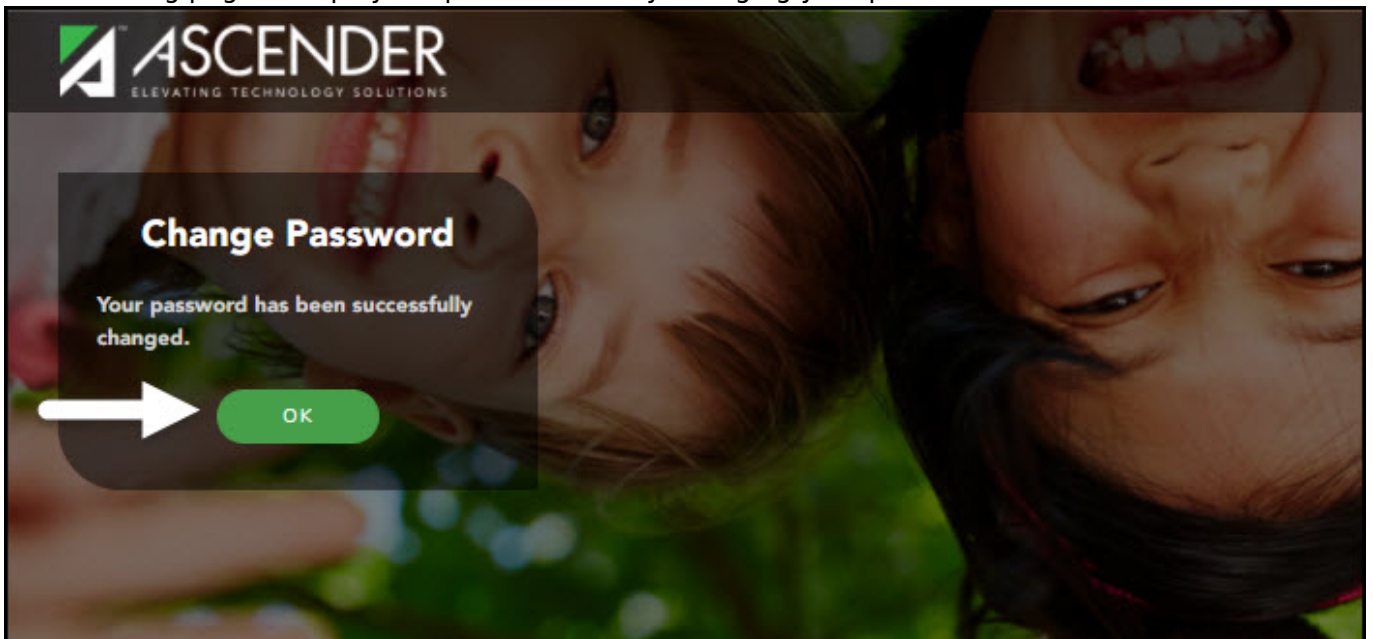 ASCENDER
ELEVATING TECHNOLOGY SOLUTIONS
Change Password
Your password has been successfully
changed.
OK